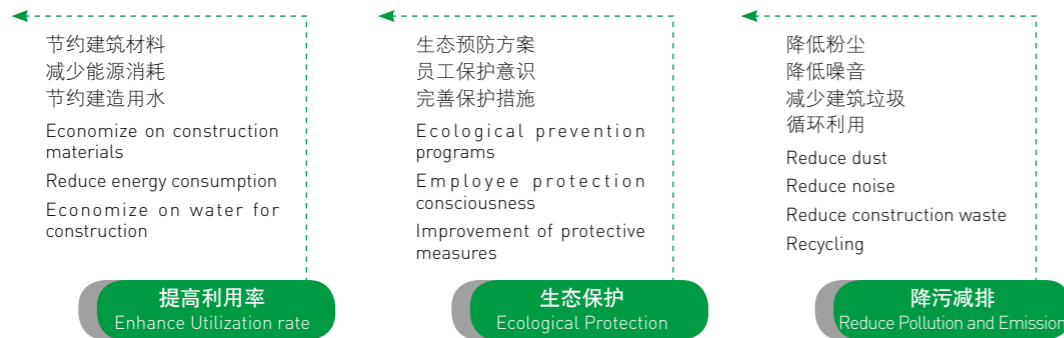 节约建筑材料
减少能源消耗
节约建造用水
Economize on construction
materials
Reduce energy consumption
Economize on water for
construction
提高利用率
Enhance Utilization rate
生态预防方案
员工保护意识
完善保护措施
Ecological prevention
programs
Employee protection
consciousness
Improvement of protective
measures
生态保护
Ecological Protection
降低粉尘
降低噪音
减少建筑垃圾
循环利用
Reduce dust
Reduce noise
Reduce construction waste
Recycling
降污减排
Reduce Pollution and Emission